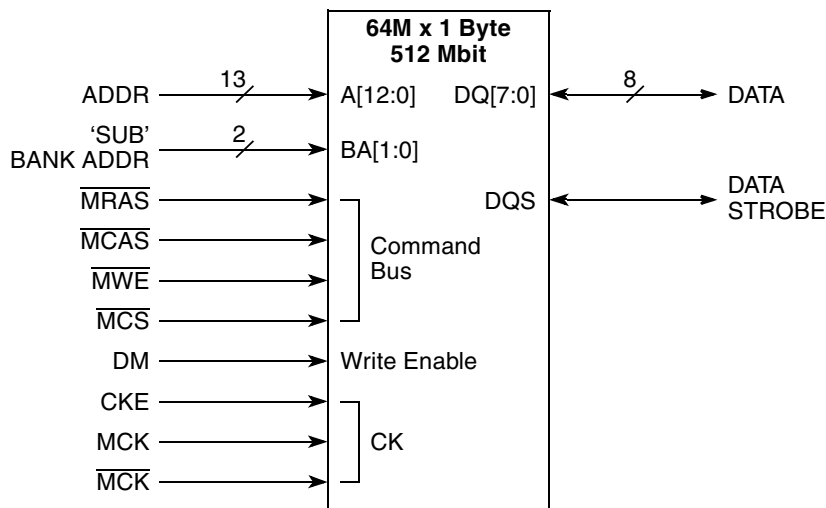 64M x 1 Byte
512 Mbit
ADDR 13 A[12:0] DQ[7:0] 8 DATA
‘SUB’
BANK ADDR 2 BA[1:0]
MRAS DQS DATA
STROBE
MCAS
Command
Bus
MWE
MCS
DM Write Enable
CKE
MCK CK
MCK